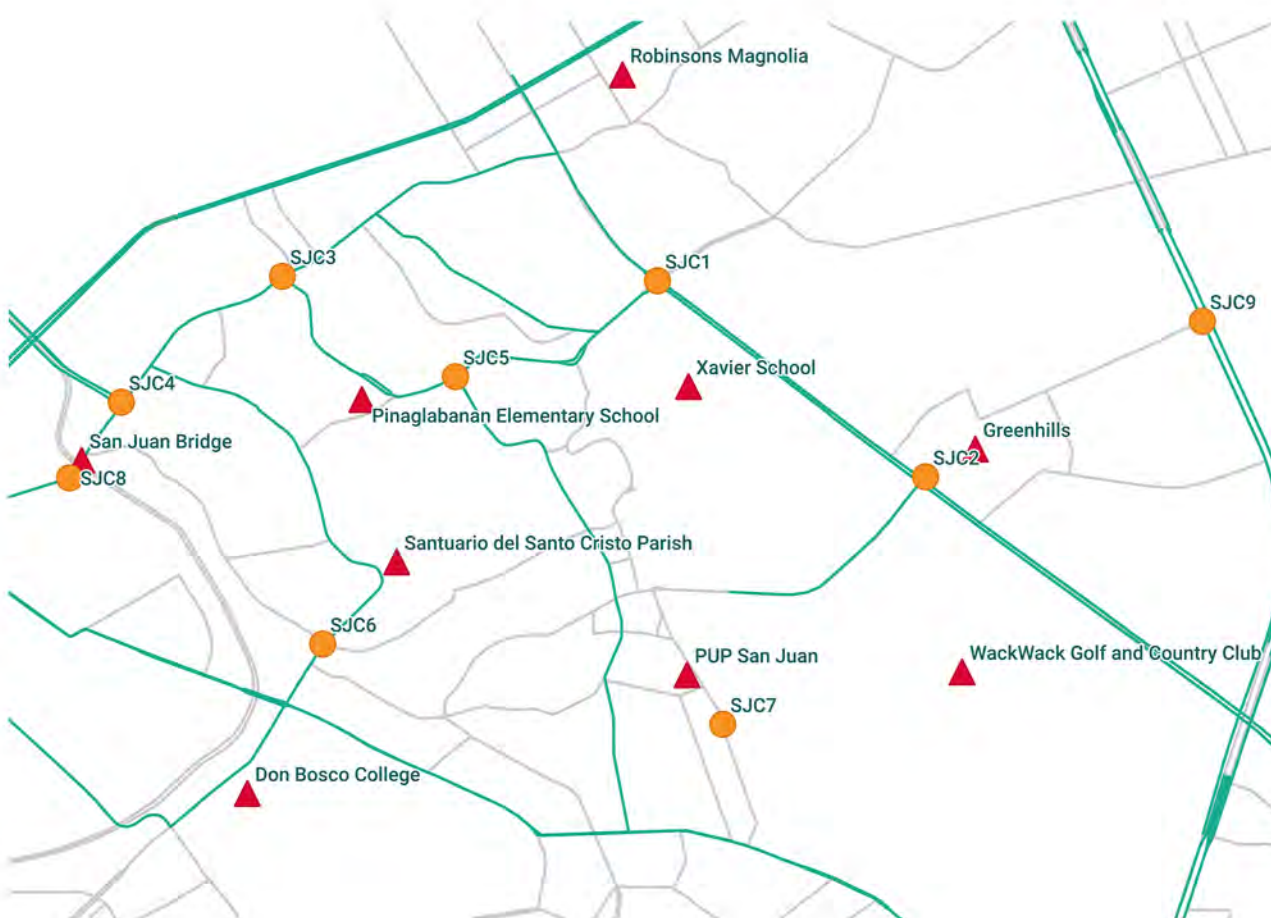 Robinsons Magnolia
SJC3
SJC1
SJC9
SJC5
Xavier School
SJC4
Pinaglabanan Elementary School
San Juan Bridge
Greenhills
SJC2
SJC8
Santuario del Santo Cristo Parish
SJC6
PUP San Juan
WackWack Golf and Country Club
SJC7
Don Bosco College